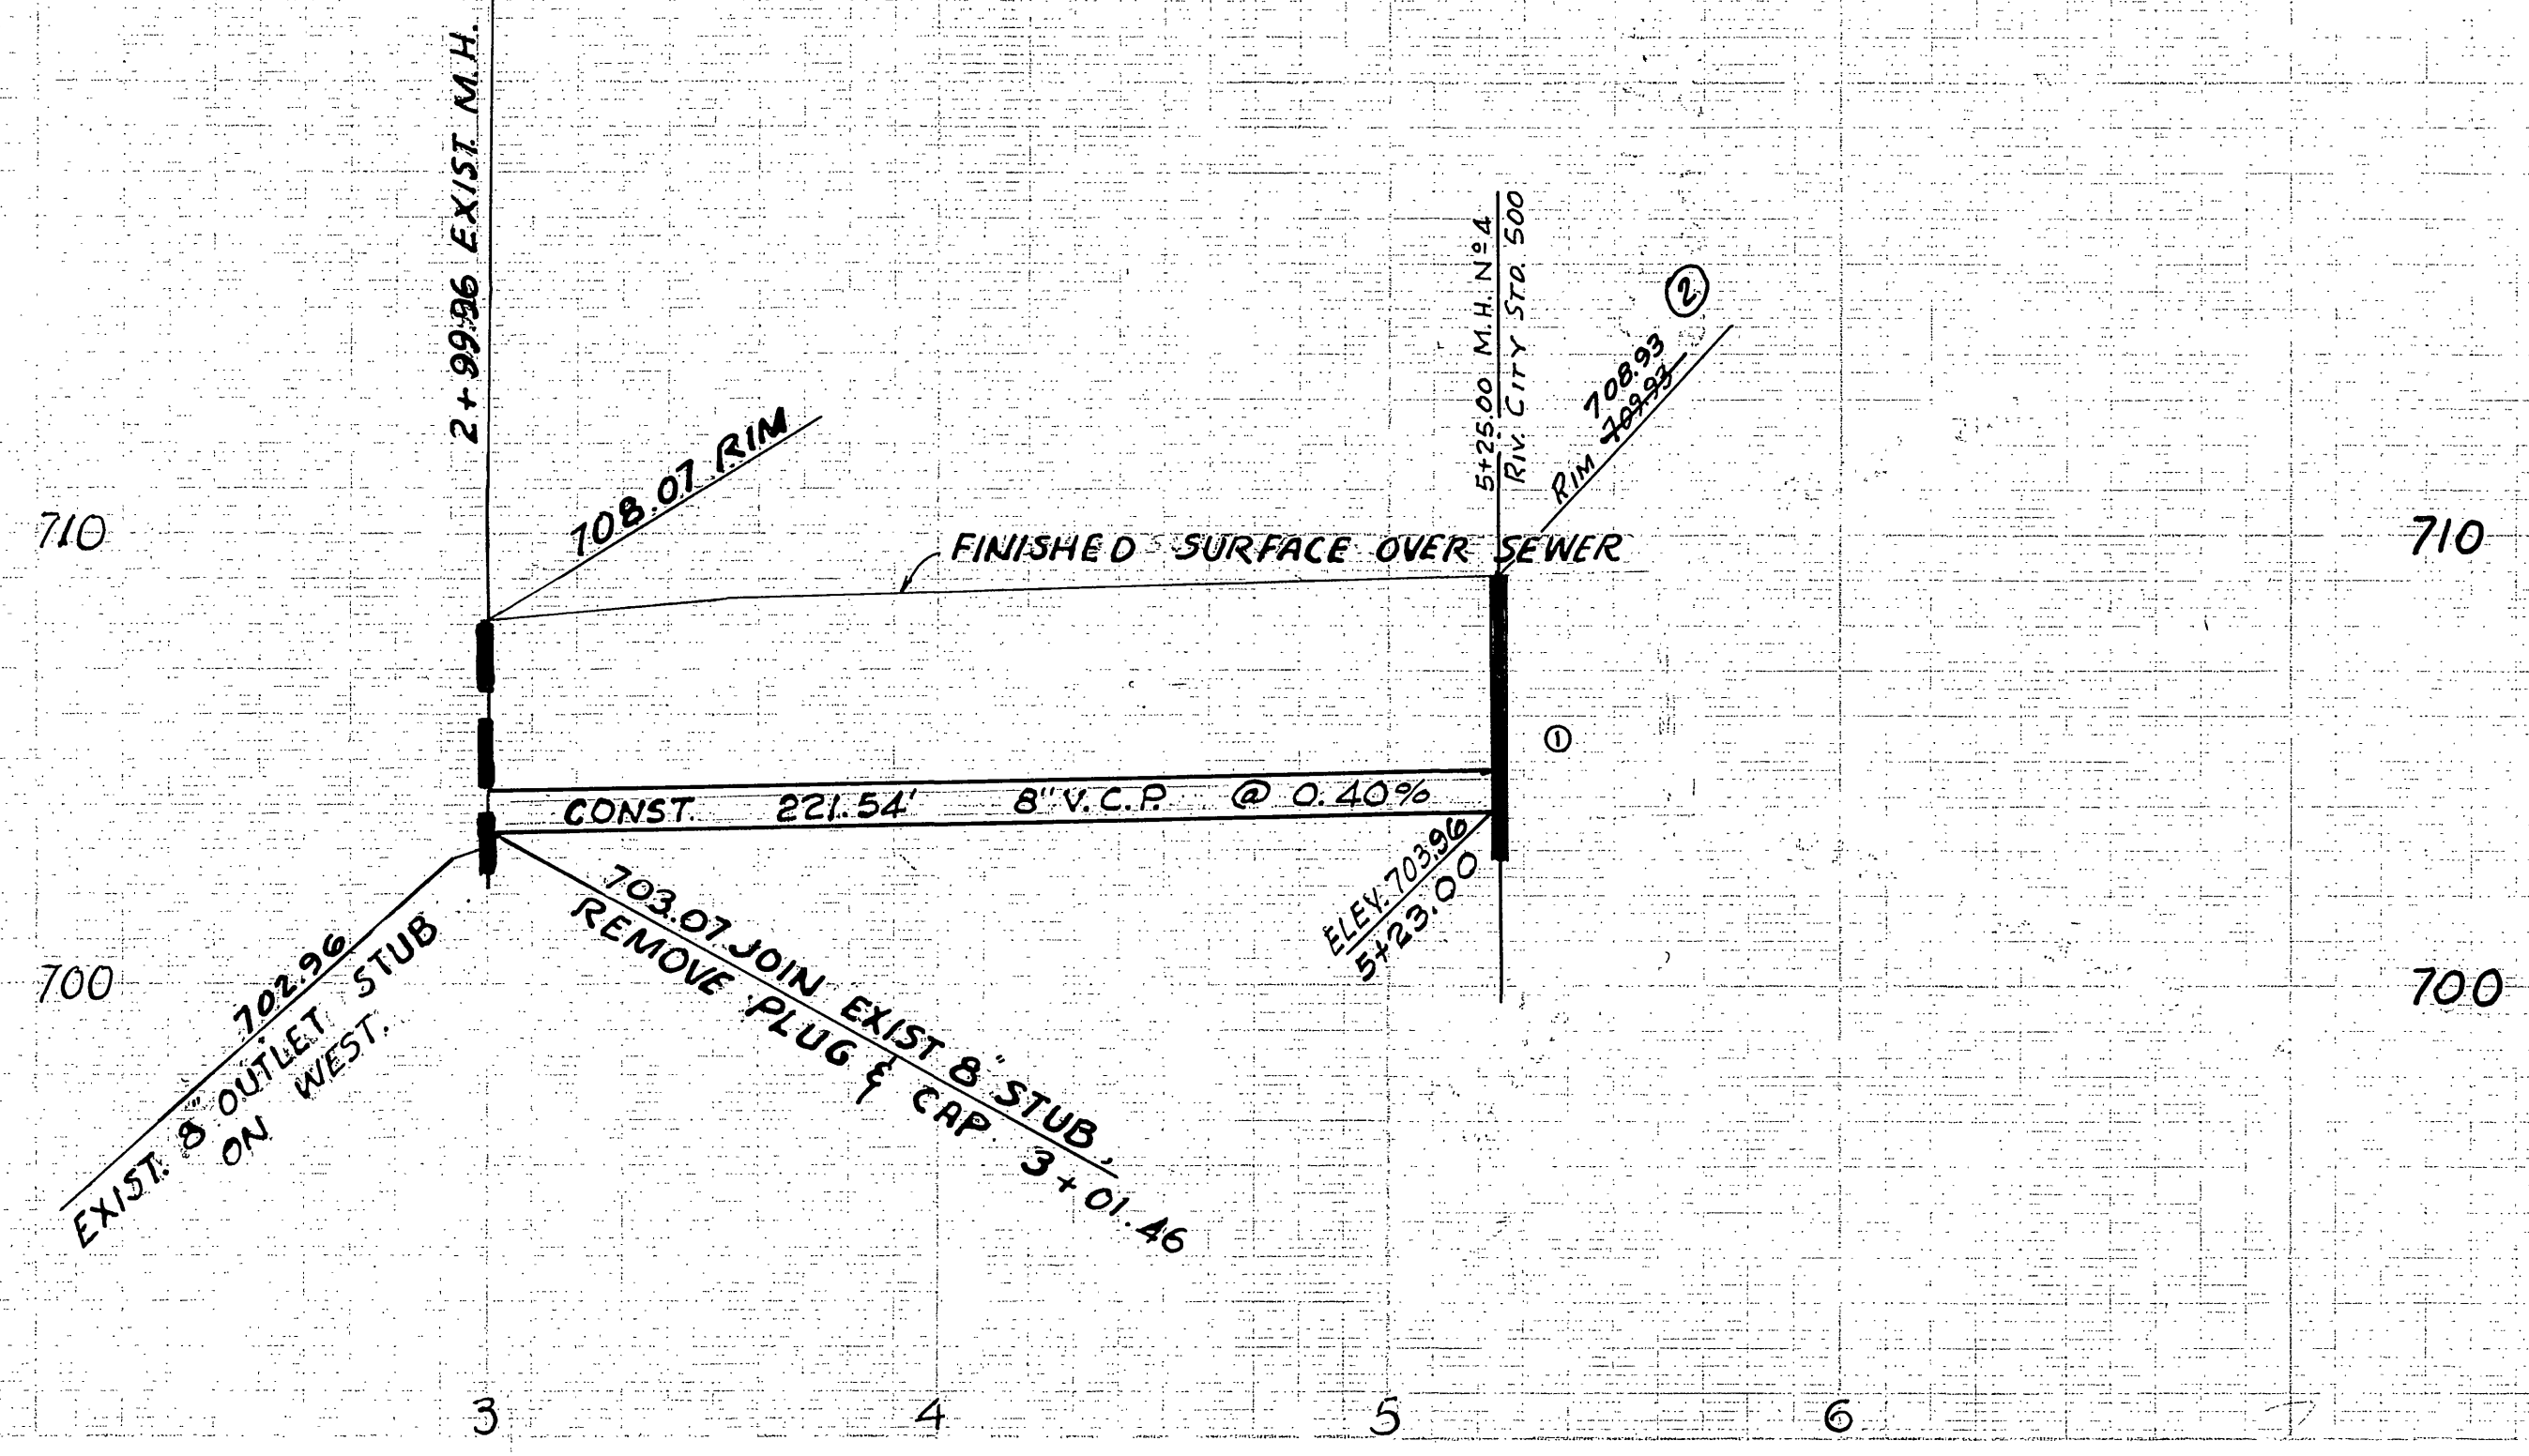 2+99.96 EXIST. M.H.
5+25.00 M.H. Nº 4
RIV. CITY STD. 500
2
708.93
RIM 709.93
708.07 RIM
710
FINISHED SURFACE OVER SEWER
710
1
CONST. 221.54' 8" V.C.P. @ 0.40%
ELEV. 703.96
5+23.00
702.96
EXIST. 8" OUTLET STUB
ON WEST.
703.07 JOIN EXIST 8" STUB,
REMOVE PLUG & CAP 3+01.46
700
700
3 4 5 6